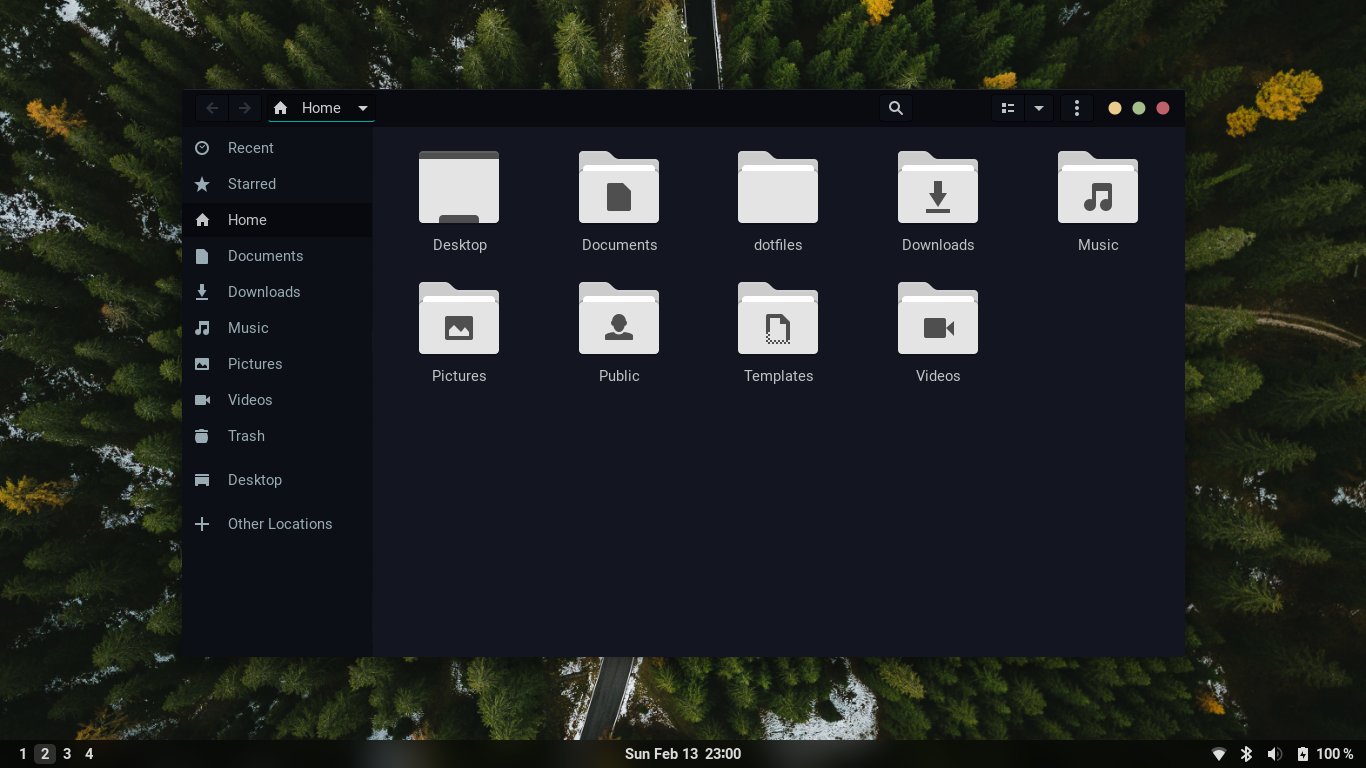 Home
Recent
Starred
Home
Documents
Downloads
Music
Pictures
Videos
Trash
Desktop
Other Locations
Desktop Documents dotfiles Downloads Music
Pictures Public Templates Videos
1 2 3 4 Sun Feb 13 23:00 100 %